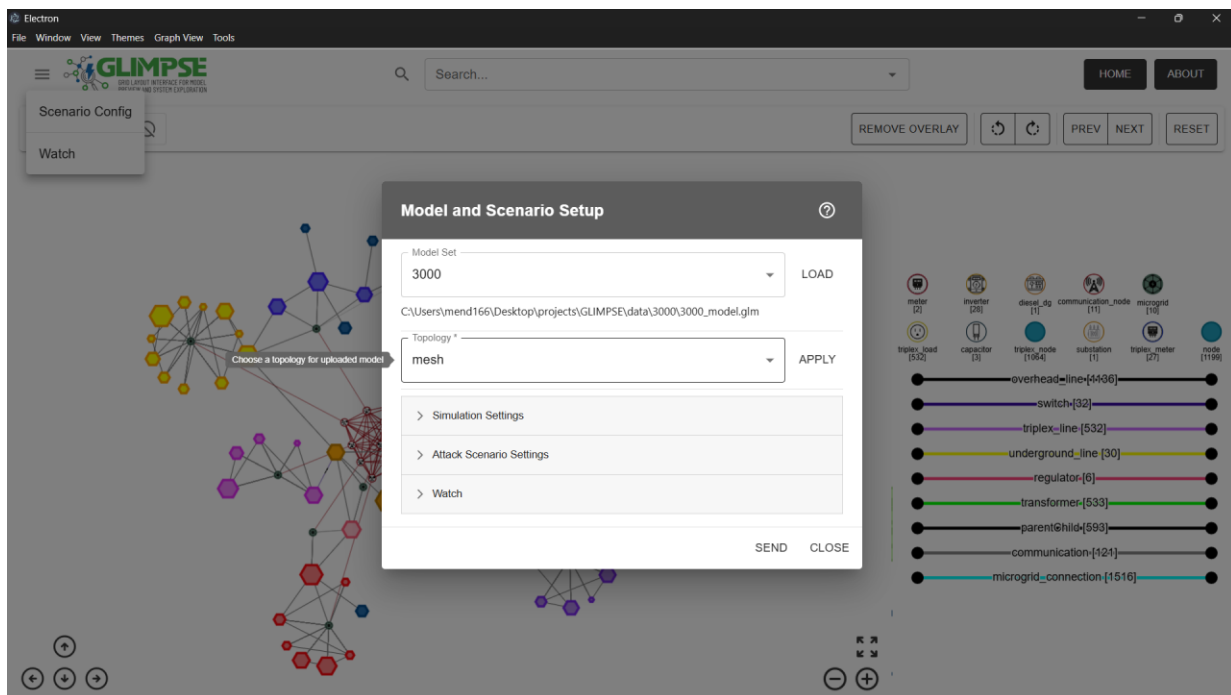 Electron
File Window View Themes Graph View Tools
GLIMPSE
GRID LAYOUT INTERFACE FOR MODEL
PREVIEW AND SYSTEM EXPLORATION
Search...
HOME ABOUT
Scenario Config
Watch
REMOVE OVERLAY PREV NEXT RESET
Model and Scenario Setup
Model Set
3000
LOAD
C:\Users\mend166\Desktop\projects\GLIMPSE\data\3000\3000_model.glm
Topology *
mesh
APPLY
Choose a topology for uploaded model
Simulation Settings
Attack Scenario Settings
Watch
SEND CLOSE
meter inverter diesel_dg communication_node microgrid
[2] [28] [1] [11] [10]
triplex_load capacitor triplex_node substation triplex_meter node
[532] [3] [1064] [1] [27] [1199]
overhead_line [1136]
switch [32]
triplex_line [532]
underground_line [30]
regulator [6]
transformer [533]
parentChild [593]
communication [121]
microgrid_connection [1516]